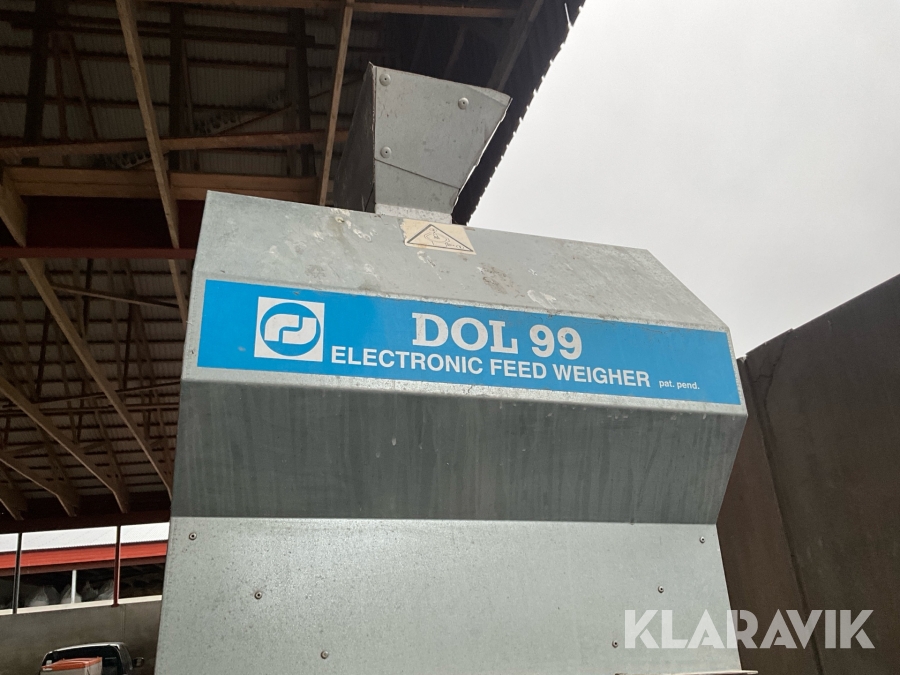 DOL 99
ELECTRONIC FEED WEIGHER pat. pend.
KLARAVIK